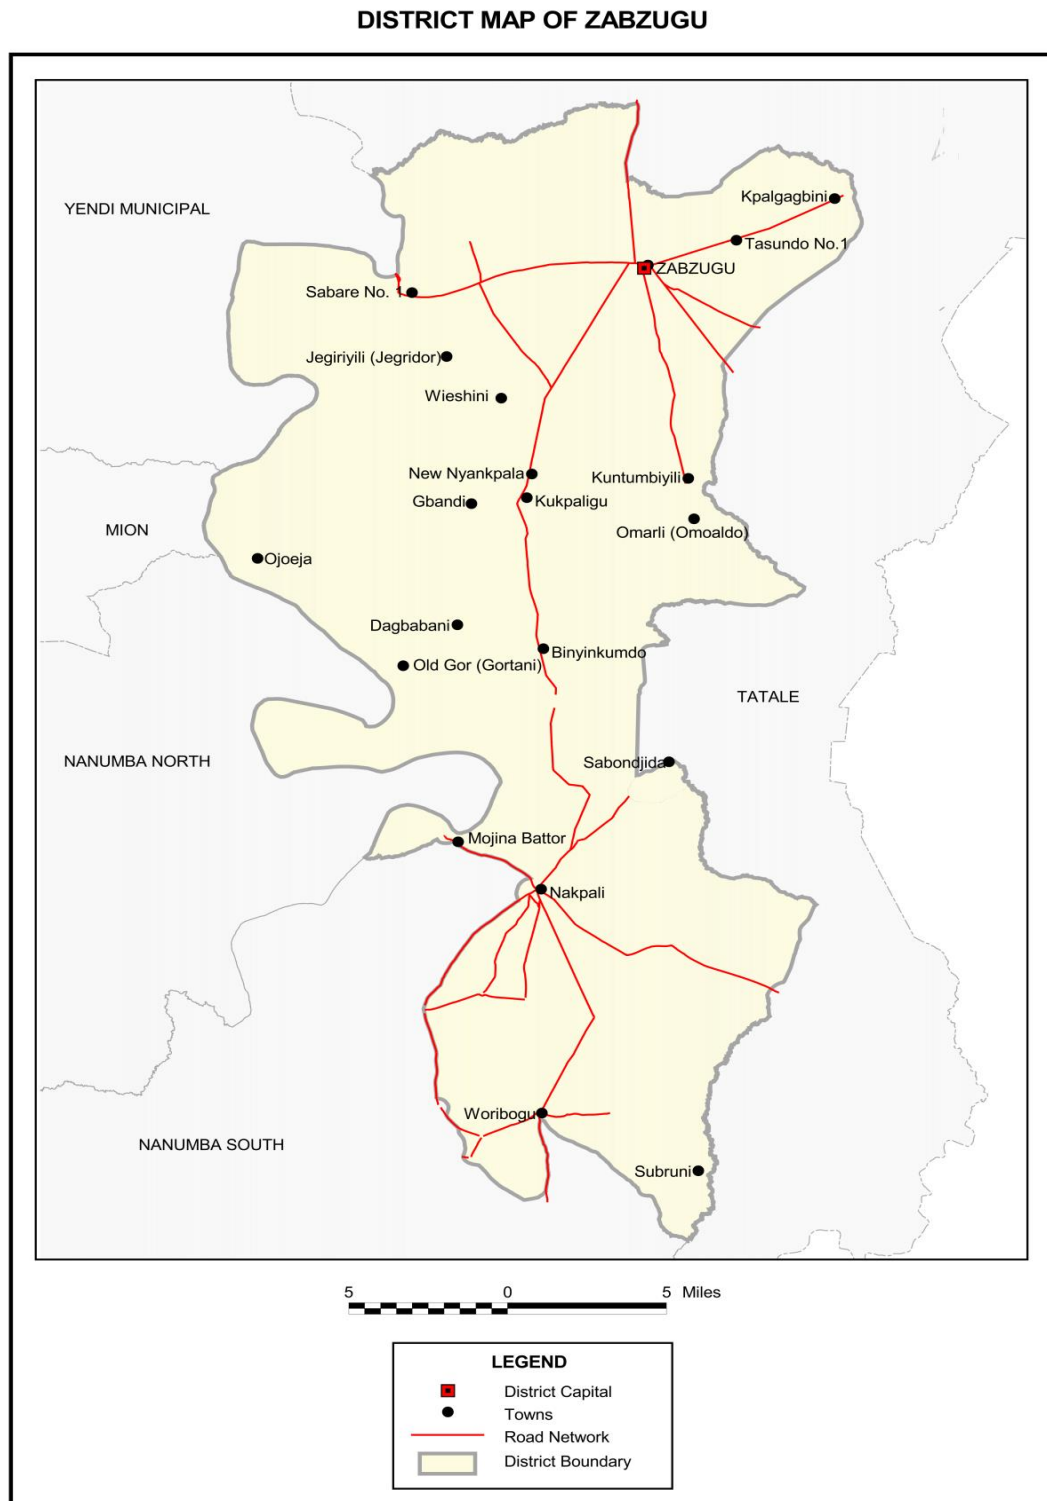 DISTRICT MAP OF ZABZUGU
YENDI MUNICIPAL
Kpalgagbini
Tasundo No.1
ZABZUGU
Sabare No. 1
Jegiriyili (Jegridor)
Wieshini
New Nyankpala
Kuntumbiyili
Gbandi
Kukpaligu
MION
Omarli (Omoaldo)
Ojoeja
Dagbabani
Binyinkumdo
Old Gor (Gortani)
TATALE
NANUMBA NORTH
Sabondjida
Mojina Battor
Nakpali
Woribogu
NANUMBA SOUTH
Subruni
5 0 5 Miles
LEGEND
District Capital
Towns
Road Network
District Boundary